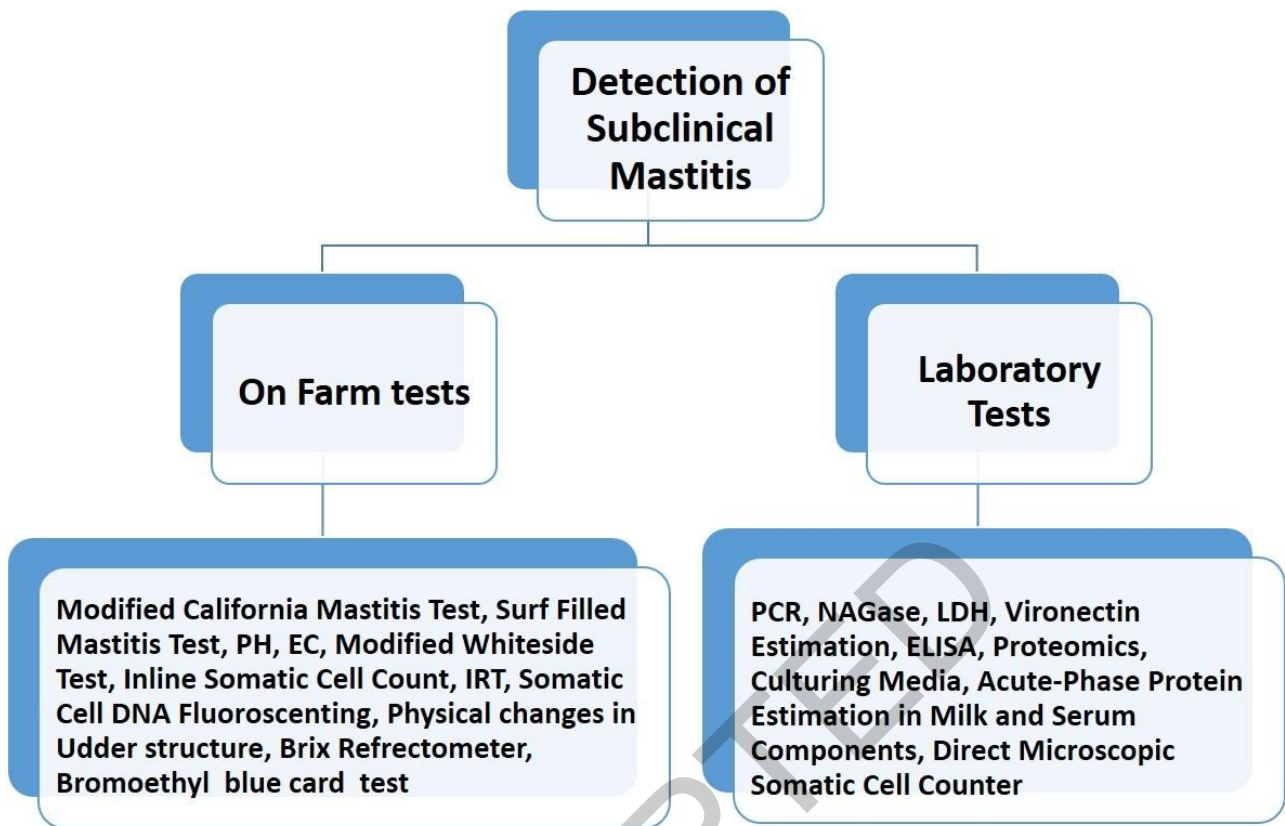 Detection of
Subclinical
Mastitis
On Farm tests
Laboratory
Tests
Modified California Mastitis Test, Surf Filled
Mastitis Test, PH, EC, Modified Whiteside
Test, Inline Somatic Cell Count, IRT, Somatic
Cell DNA Fluoroscenting, Physical changes in
Udder structure, Brix Refrectometer,
Bromoethyl blue card test
PCR, NAGase, LDH, Vironectin
Estimation, ELISA, Proteomics,
Culturing Media, Acute-Phase Protein
Estimation in Milk and Serum
Components, Direct Microscopic
Somatic Cell Counter
PTED